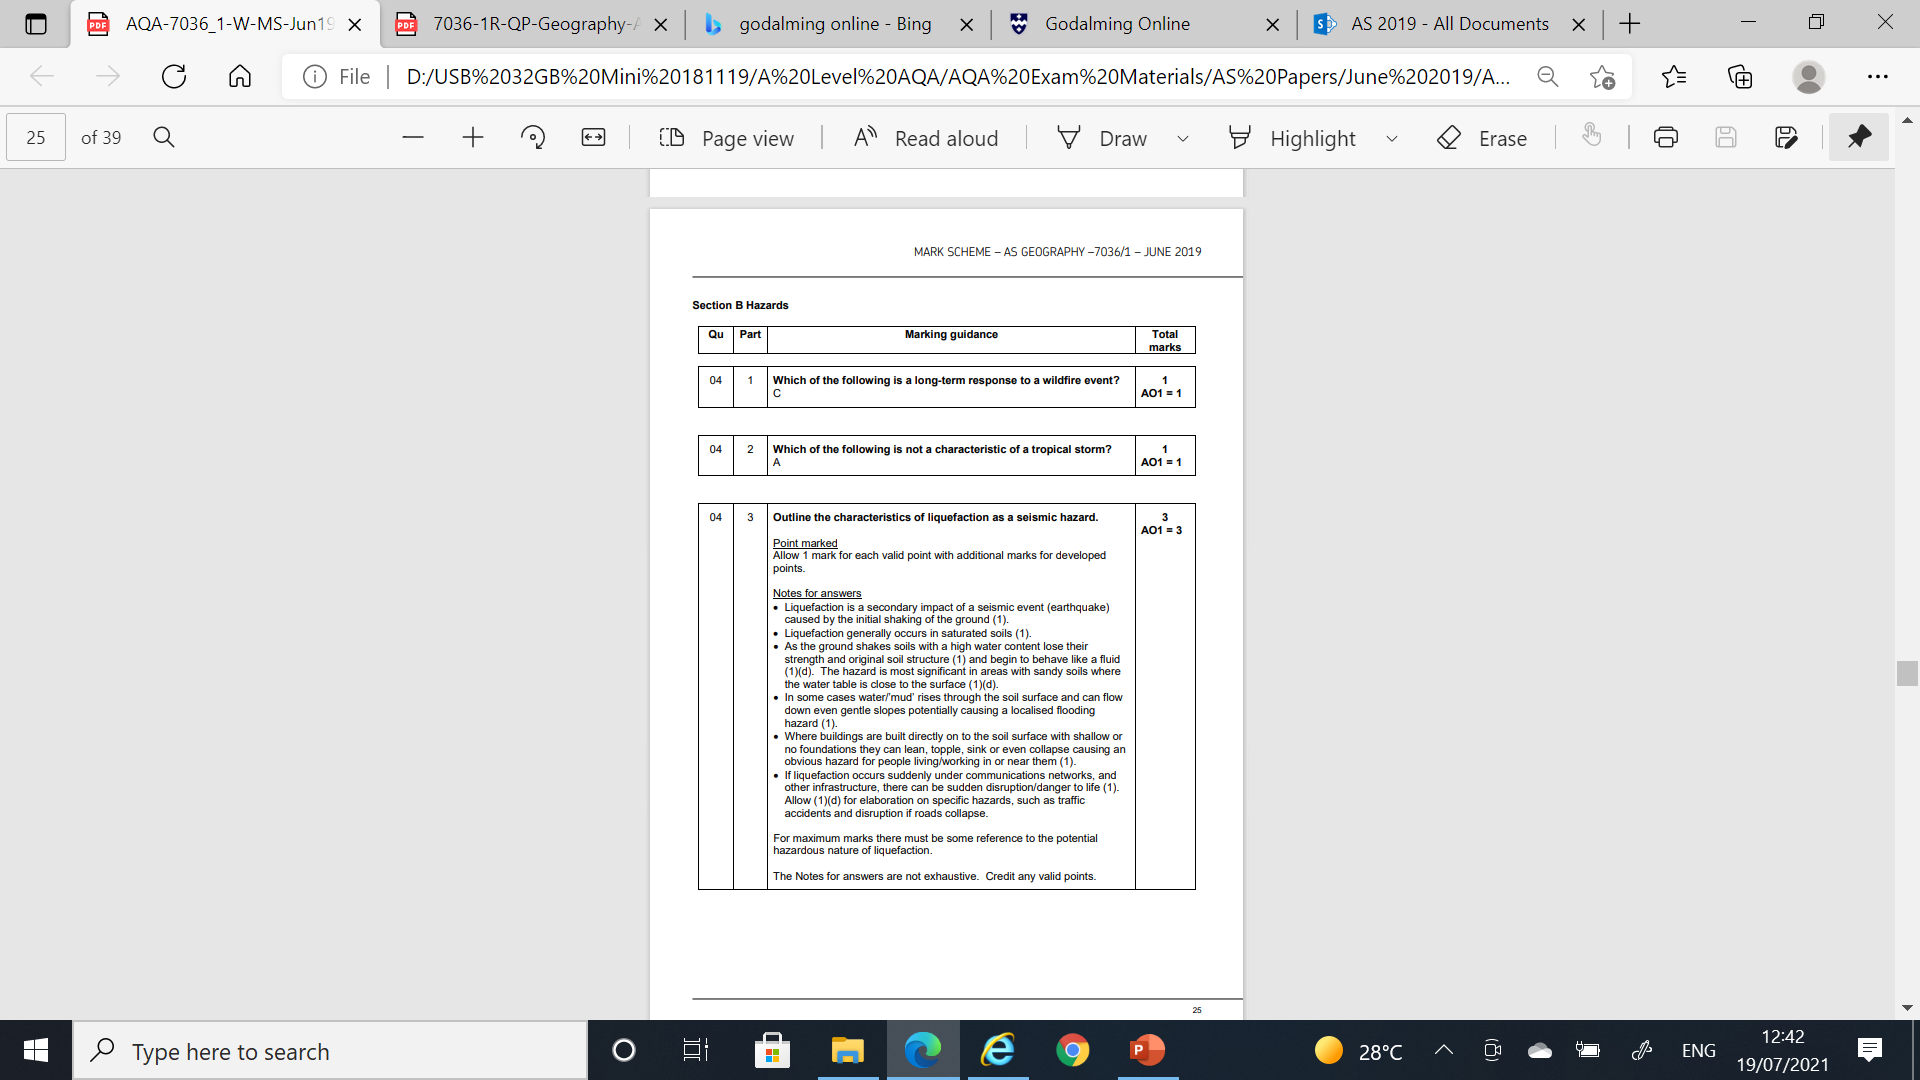 AQA-7036_1-W-MS-Jun19
7036-1R-QP-Geography-A
godalming online - Bing
Godalming Online
AS 2019 - All Documents
File
D:/USB%2032GB%20Mini%20181119/A%20Level%20AQA/AQA%20Exam%20Materials/AS%20Papers/June%202019/A...
25 of 39
Page view
Read aloud
Draw
Highlight
Erase
MARK SCHEME – AS GEOGRAPHY –7036/1 – JUNE 2019
Section B Hazards
Qu Part Marking guidance Total
marks
04 1 Which of the following is a long-term response to a wildfire event? 1
C AO1 = 1
04 2 Which of the following is not a characteristic of a tropical storm? 1
A AO1 = 1
04 3 Outline the characteristics of liquefaction as a seismic hazard. 3
AO1 = 3
Point marked
Allow 1 mark for each valid point with additional marks for developed
points.
Notes for answers
• Liquefaction is a secondary impact of a seismic event (earthquake)
caused by the initial shaking of the ground (1).
• Liquefaction generally occurs in saturated soils (1).
• As the ground shakes soils with a high water content lose their
strength and original soil structure (1) and begin to behave like a fluid
(1)(d). The hazard is most significant in areas with sandy soils where
the water table is close to the surface (1)(d).
• In some cases water/'mud' rises through the soil surface and can flow
down even gentle slopes potentially causing a localised flooding
hazard (1).
• Where buildings are built directly on to the soil surface with shallow or
no foundations they can lean, topple, sink or even collapse causing an
obvious hazard for people living/working in or near them (1).
• If liquefaction occurs suddenly under communications networks, and
other infrastructure, there can be sudden disruption/danger to life (1).
Allow (1)(d) for elaboration on specific hazards, such as traffic
accidents and disruption if roads collapse.
For maximum marks there must be some reference to the potential
hazardous nature of liquefaction.
The Notes for answers are not exhaustive. Credit any valid points.
25
Type here to search
28°C
ENG
12:42
19/07/2021